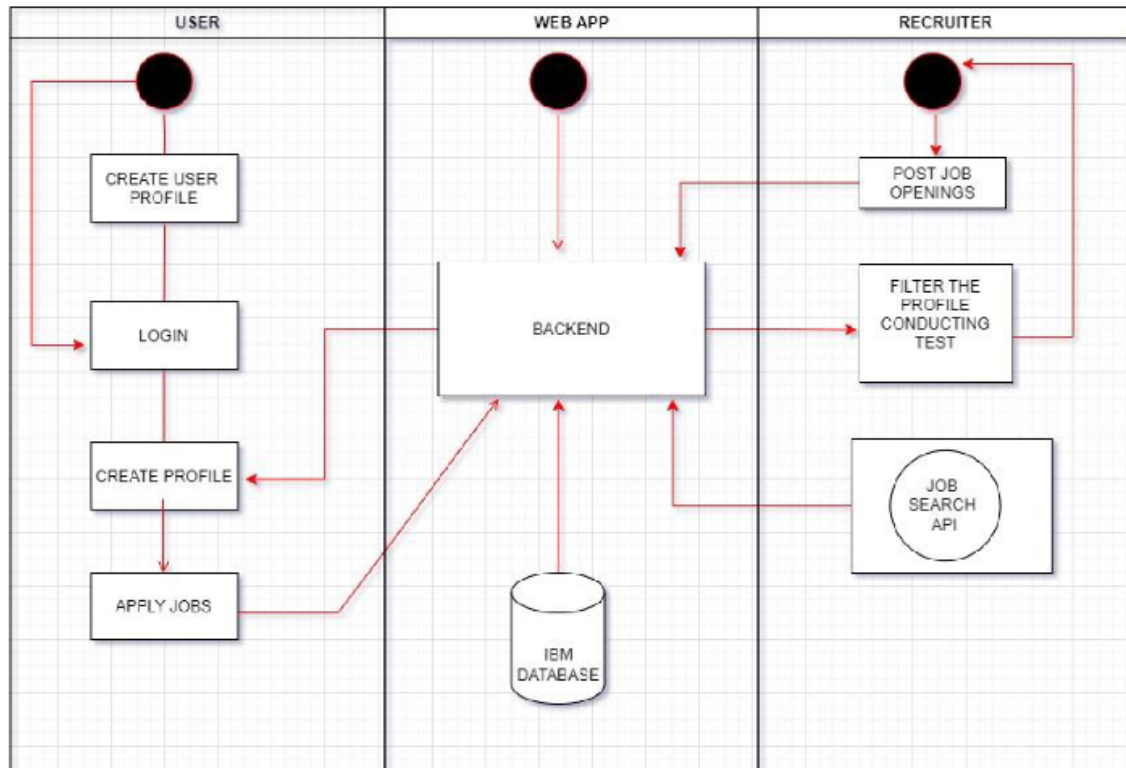 USER
WEB APP
RECRUITER
CREATE USER
PROFILE
LOGIN
CREATE PROFILE
APPLY JOBS
BACKEND
IBM
DATABASE
POST JOB
OPENINGS
FILTER THE
PROFILE
CONDUCTING
TEST
JOB
SEARCH
API